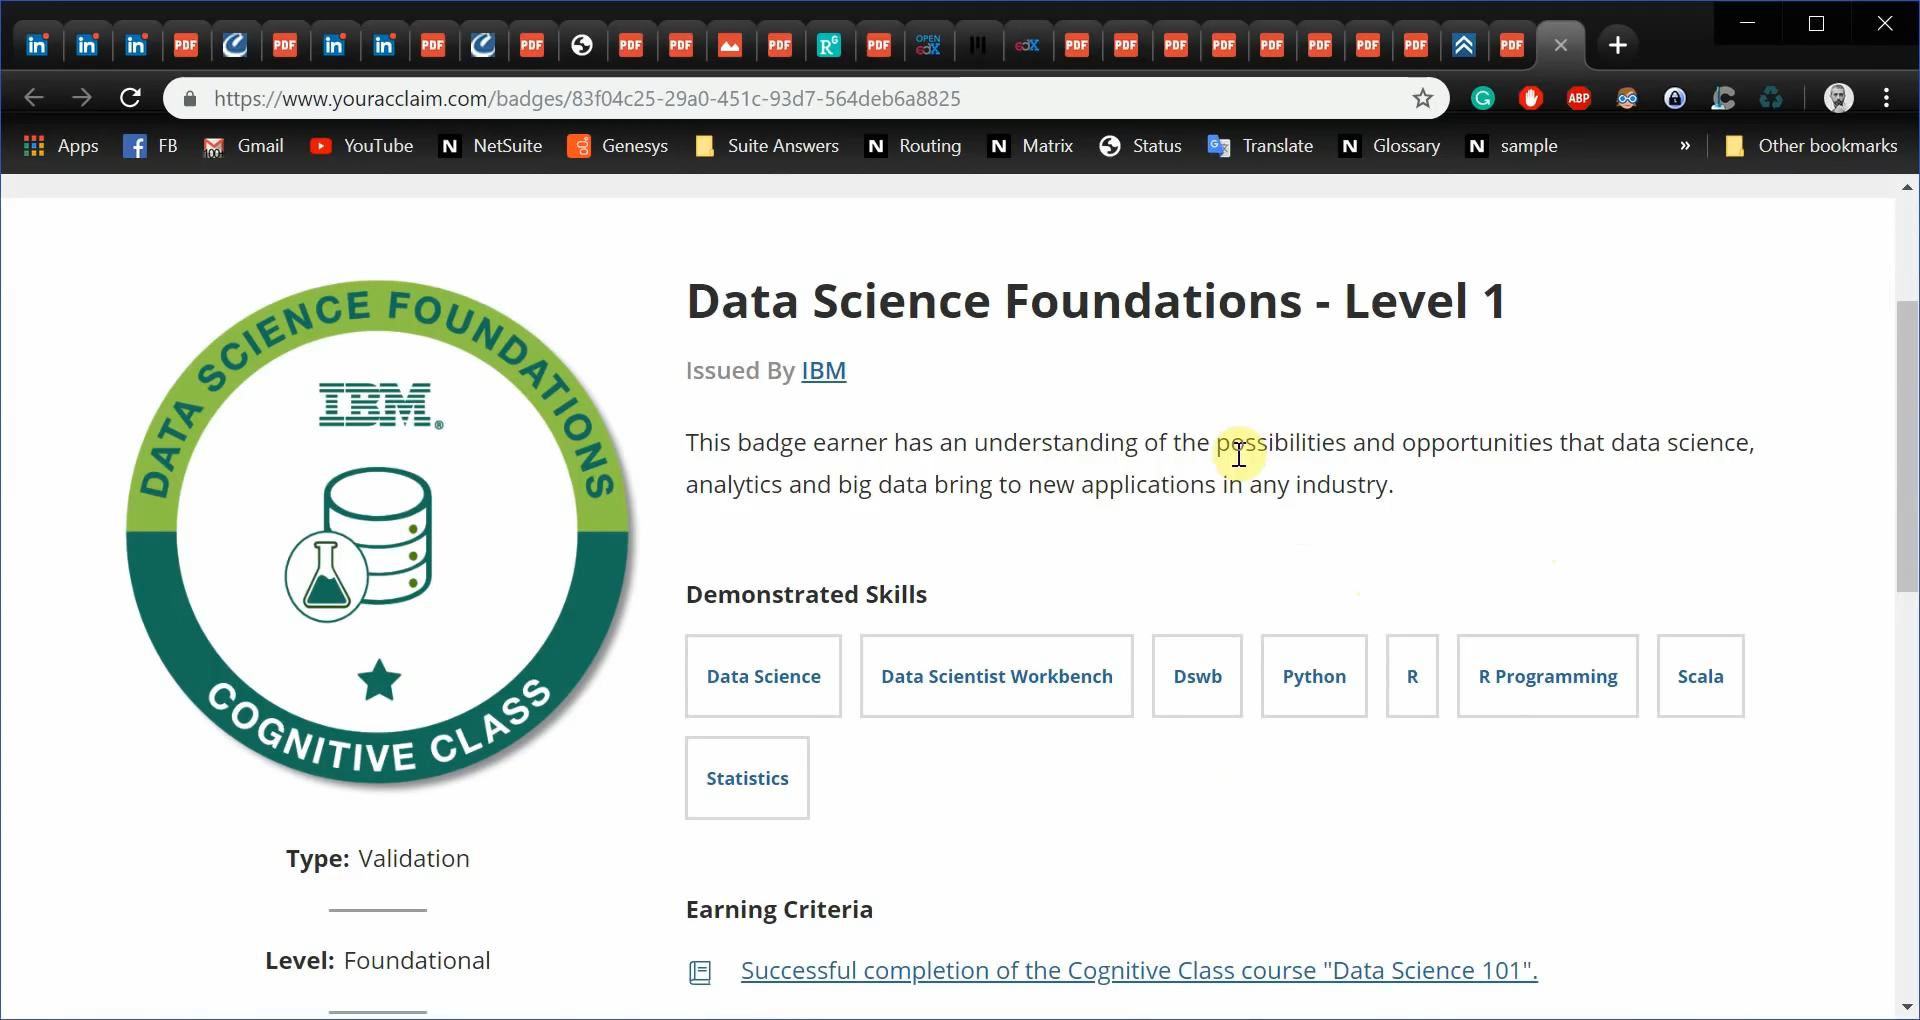 https://www.youracclaim.com/badges/83f04c25-29a0-451c-93d7-564deb6a8825
ABP
Apps FB Gmail YouTube NetSuite Genesys Suite Answers Routing Matrix Status Translate Glossary sample » Other bookmarks
DATA SCIENCE FOUNDATIONS
IBM®
COGNITIVE CLASS
Type: Validation
Level: Foundational
Data Science Foundations - Level 1
Issued By IBM
This badge earner has an understanding of the possibilities and opportunities that data science,
analytics and big data bring to new applications in any industry.
Demonstrated Skills
Data Science Data Scientist Workbench Dswb Python R R Programming Scala
Statistics
Earning Criteria
Successful completion of the Cognitive Class course "Data Science 101".